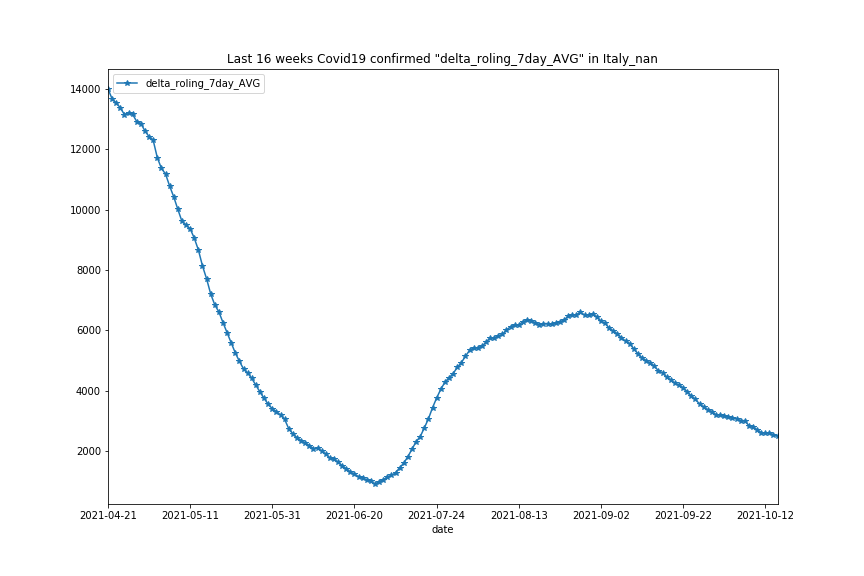 Last 16 weeks Covid19 confirmed "delta_roling_7day_AVG" in Italy_nan
delta_roling_7day_AVG
14000
12000
10000
8000
6000
4000
2000
2021-04-21 2021-05-11 2021-05-31 2021-06-20 2021-07-24 2021-08-13 2021-09-02 2021-09-22 2021-10-12
date